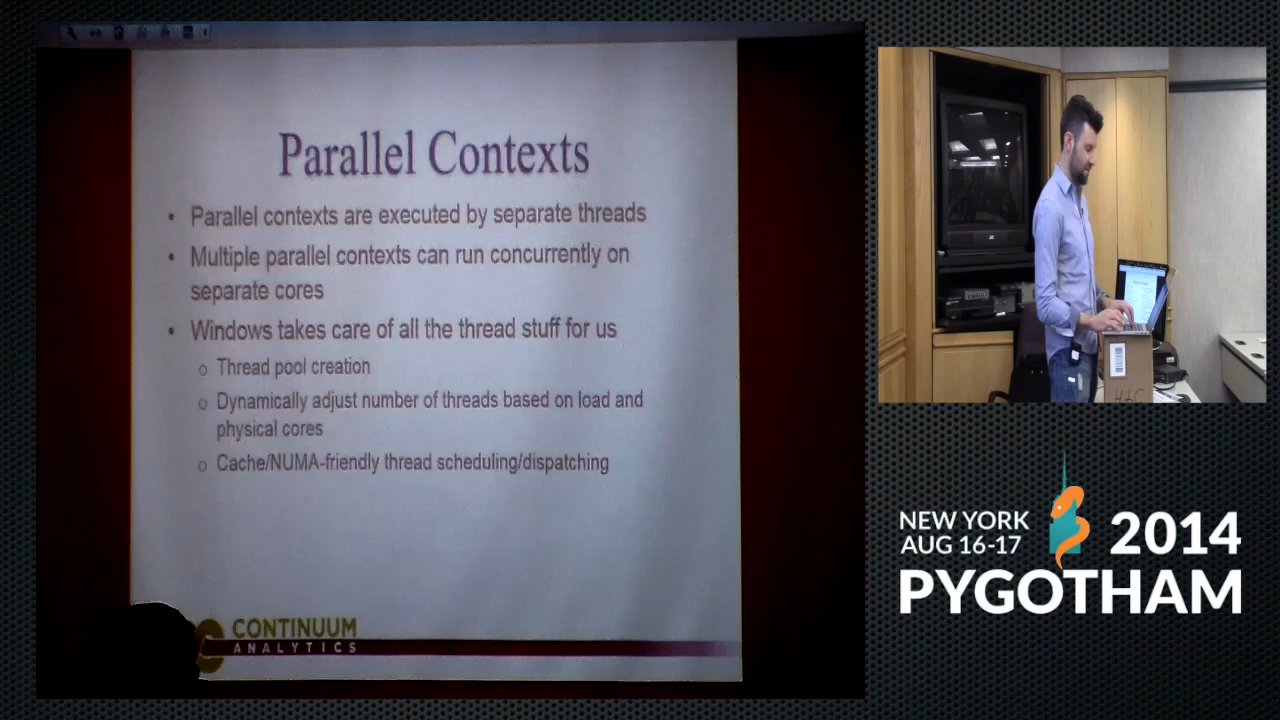 Parallel Contexts
• Parallel contexts are executed by separate threads
• Multiple parallel contexts can run concurrently on
separate cores
• Windows takes care of all the thread stuff for us
o Thread pool creation
o Dynamically adjust number of threads based on load and
physical cores
o Cache/NUMA-friendly thread scheduling/dispatching
CONTINUUM
ANALYTICS
NEW YORK
AUG 16-17
2014
PYGOTHAM